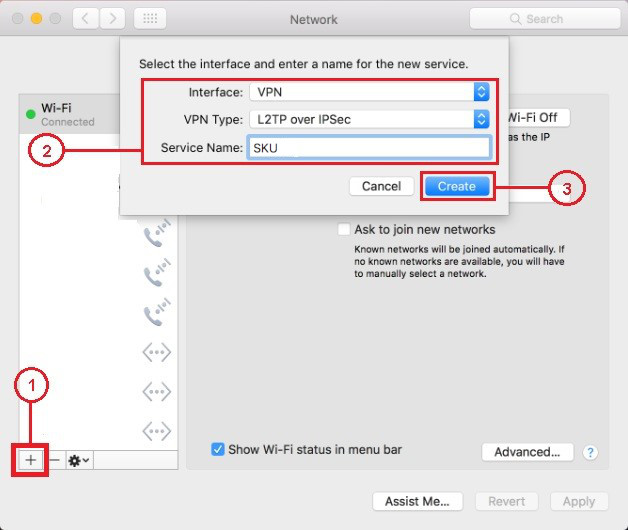 Network
Search
Select the interface and enter a name for the new service.
Interface: VPN
VPN Type: L2TP over IPSec
Service Name: SKU
Cancel
Create
Wi-Fi
Connected
Wi-Fi Off
as the IP
2
3
Ask to join new networks
Known networks will be joined automatically. If
no known networks are available, you will have
to manually select a network.
1
Show Wi-Fi status in menu bar
Advanced...
?
Assist Me...
Revert
Apply